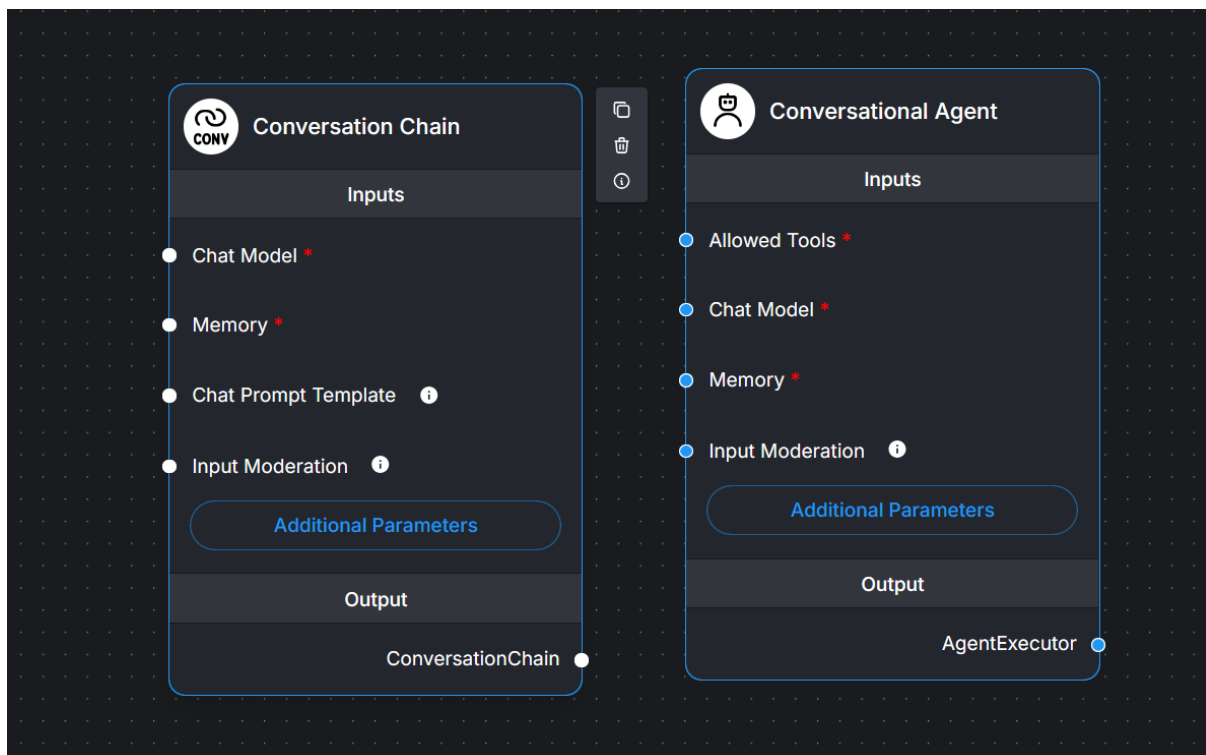 CONV
Conversation Chain
Inputs
Chat Model *
Memory *
Chat Prompt Template
Input Moderation
Additional Parameters
Output
ConversationChain
Conversational Agent
Inputs
Allowed Tools *
Chat Model *
Memory *
Input Moderation
Additional Parameters
Output
AgentExecutor